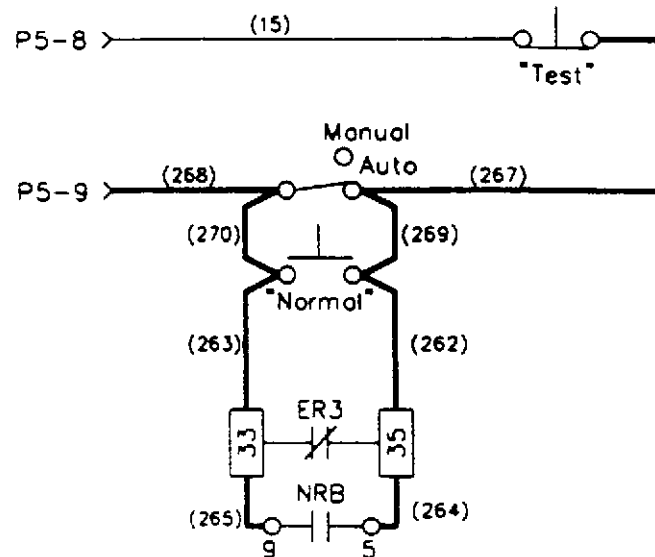 (15)
P5-8
"Test"
Manual
Auto
P5-9
(268)
(267)
(270)
(269)
"Normal"
(263)
(262)
ER3
33
35
NRB
(265)
(264)
9
5